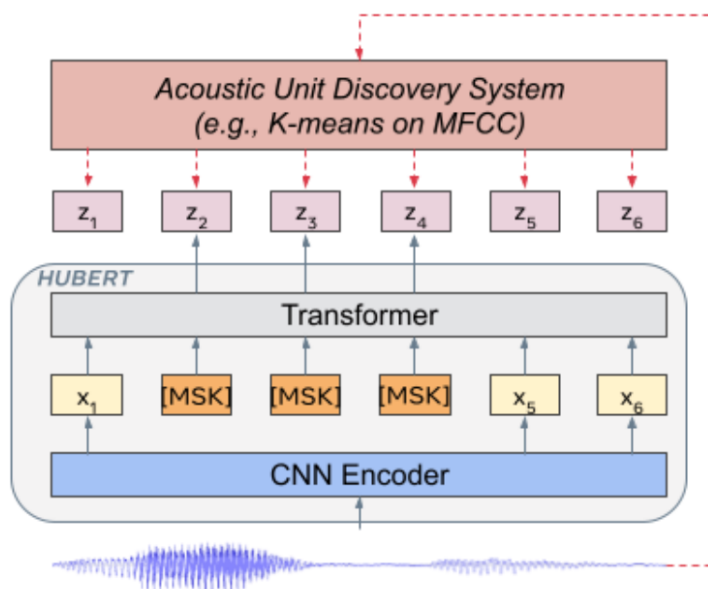 Acoustic Unit Discovery System
(e.g., K-means on MFCC)
z1 z2 z3 z4 z5 z6
HUBERT
Transformer
x1 [MSK] [MSK] [MSK] x5 x6
CNN Encoder